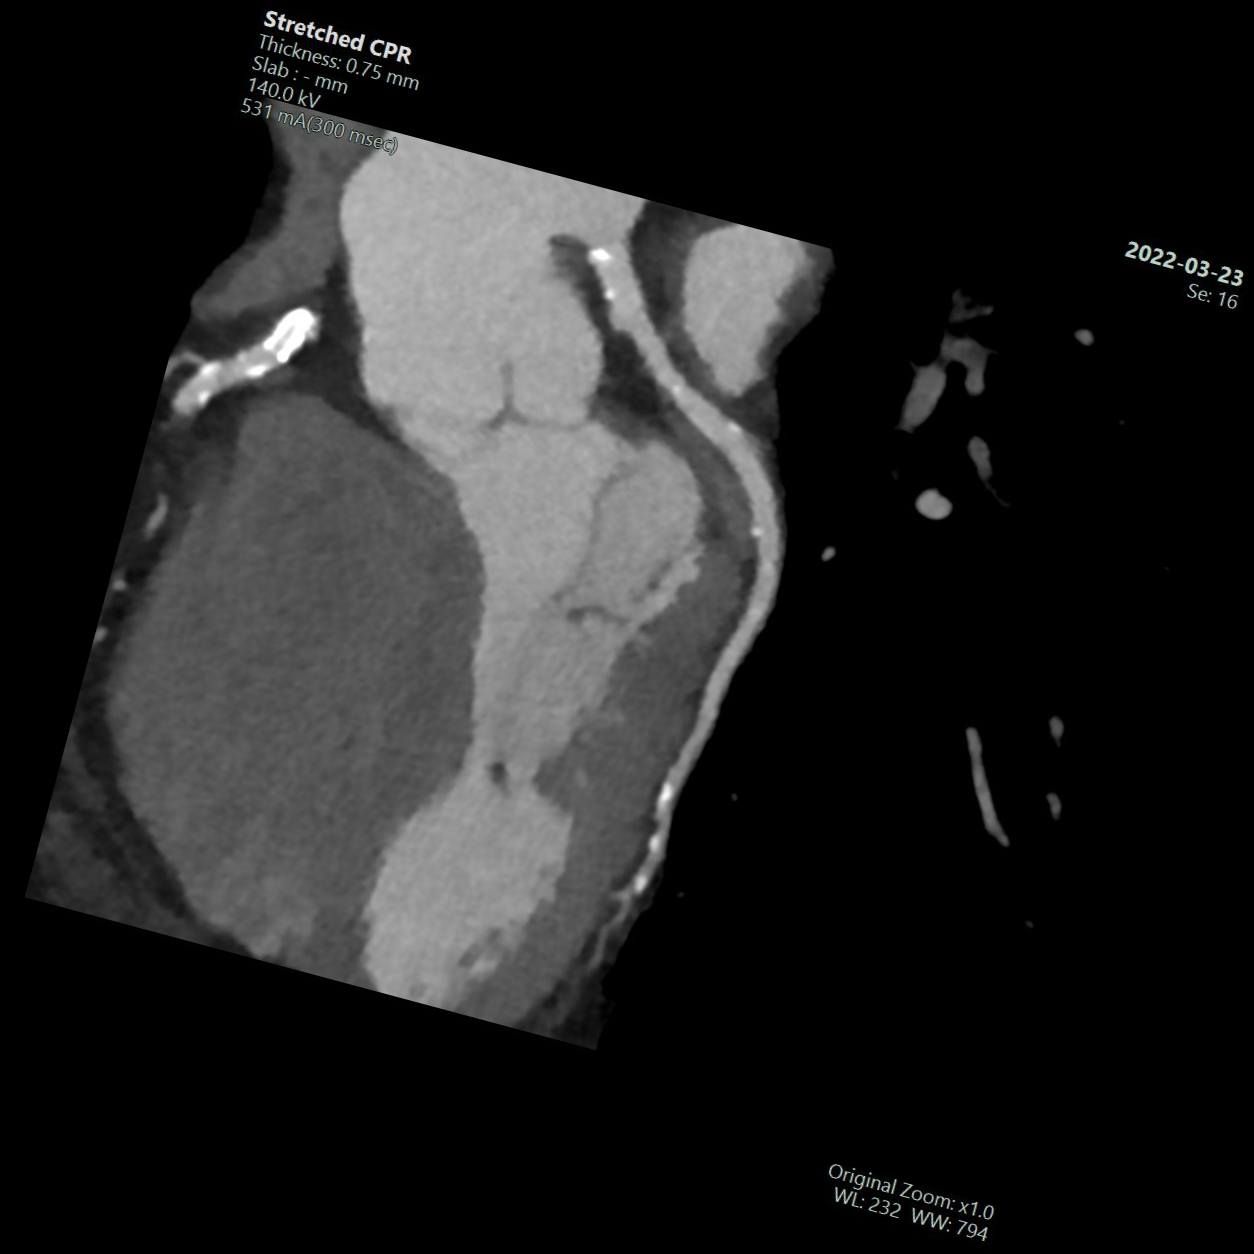 Stretched CPR
Thickness: 0.75 mm
Slab : - mm
140.0 kV
531 mA(300 msec)
2022-03-23
Se: 16
Original Zoom: x1.0
WL: 232 WW: 794